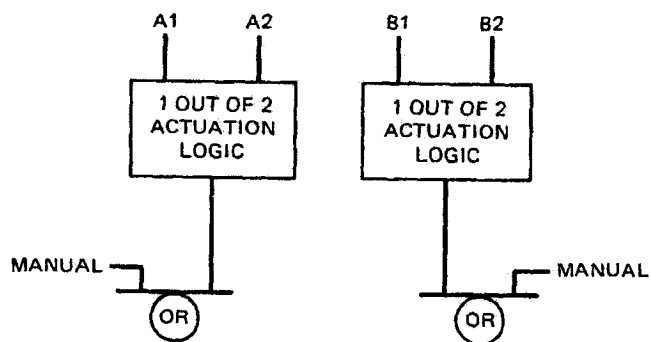 A1 A2 B1 B2
1 OUT OF 2
ACTUATION
LOGIC
1 OUT OF 2
ACTUATION
LOGIC
MANUAL
OR
MANUAL
OR